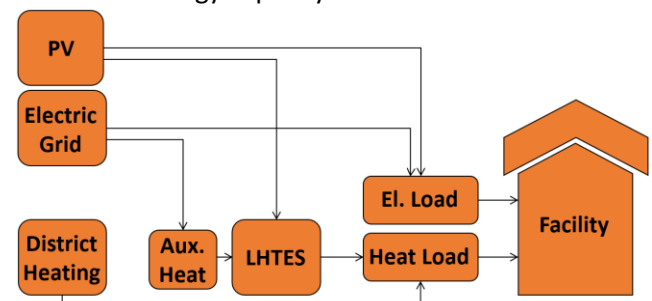 PV
Electric
Grid
El. Load
Facility
District
Heating
Aux.
Heat
LHTES
Heat Load